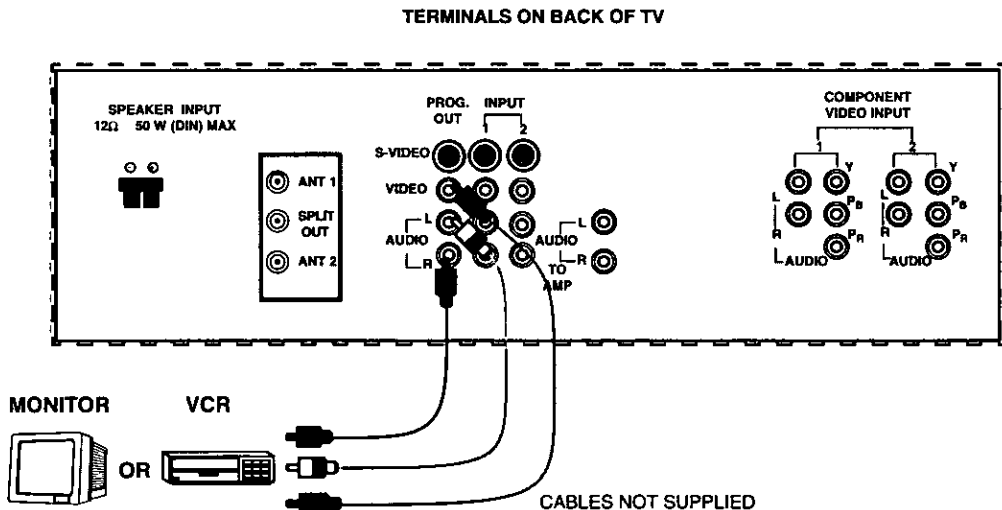 TERMINALS ON BACK OF TV
SPEAKER INPUT
12Ω 50 W (DIN) MAX
ANT 1
SPLIT
OUT
ANT 2
PROG. INPUT
OUT 1 2
S-VIDEO
VIDEO
L
AUDIO
R
AUDIO L
R
TO
AMP
COMPONENT
VIDEO INPUT
1 2
Y
L PB
R PR
AUDIO
Y
L PB
R PR
AUDIO
MONITOR VCR
OR
CABLES NOT SUPPLIED